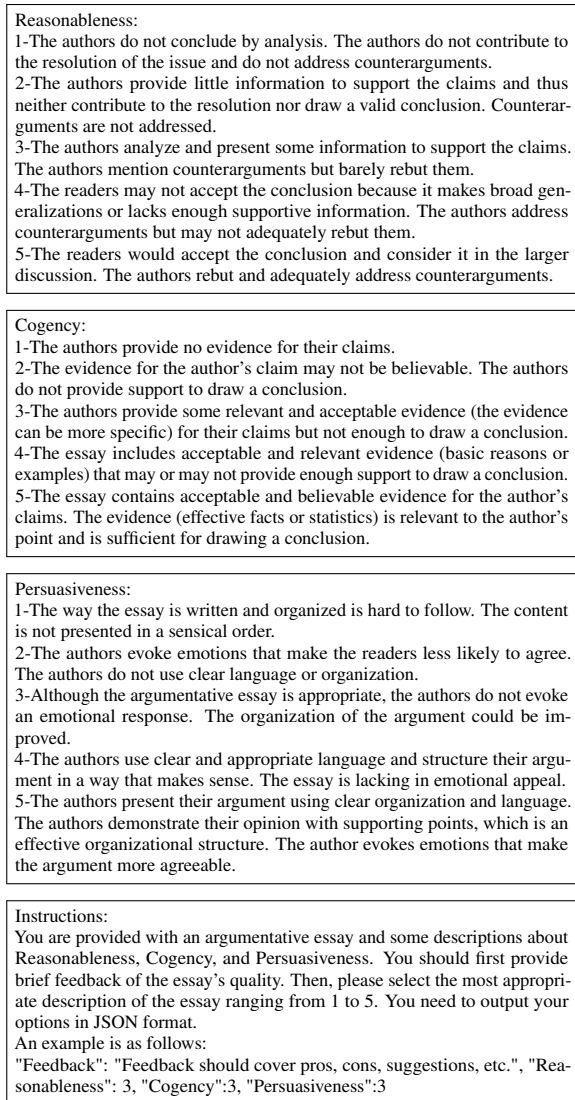 Reasonableness:
1-The authors do not conclude by analysis. The authors do not contribute to
the resolution of the issue and do not address counterarguments.
2-The authors provide little information to support the claims and thus
neither contribute to the resolution nor draw a valid conclusion. Counterar-
guments are not addressed.
3-The authors analyze and present some information to support the claims.
The authors mention counterarguments but barely rebut them.
4-The readers may not accept the conclusion because it makes broad gen-
eralizations or lacks enough supportive information. The authors address
counterarguments but may not adequately rebut them.
5-The readers would accept the conclusion and consider it in the larger
discussion. The authors rebut and adequately address counterarguments.
Cogency:
1-The authors provide no evidence for their claims.
2-The evidence for the author's claim may not be believable. The authors
do not provide support to draw a conclusion.
3-The authors provide some relevant and acceptable evidence (the evidence
can be more specific) for their claims but not enough to draw a conclusion.
4-The essay includes acceptable and relevant evidence (basic reasons or
examples) that may or may not provide enough support to draw a conclusion.
5-The essay contains acceptable and believable evidence for the author's
claims. The evidence (effective facts or statistics) is relevant to the author's
point and is sufficient for drawing a conclusion.
Persuasiveness:
1-The way the essay is written and organized is hard to follow. The content
is not presented in a sensical order.
2-The authors evoke emotions that make the readers less likely to agree.
The authors do not use clear language or organization.
3-Although the argumentative essay is appropriate, the authors do not evoke
an emotional response. The organization of the argument could be im-
proved.
4-The authors use clear and appropriate language and structure their argu-
ment in a way that makes sense. The essay is lacking in emotional appeal.
5-The authors present their argument using clear organization and language.
The authors demonstrate their opinion with supporting points, which is an
effective organizational structure. The author evokes emotions that make
the argument more agreeable.
Instructions:
You are provided with an argumentative essay and some descriptions about
Reasonableness, Cogency, and Persuasiveness. You should first provide
brief feedback of the essay's quality. Then, please select the most appropri-
ate description of the essay ranging from 1 to 5. You need to output your
options in JSON format.
An example is as follows:
"Feedback": "Feedback should cover pros, cons, suggestions, etc.", "Rea-
sonableness": 3, "Cogency":3, "Persuasiveness":3